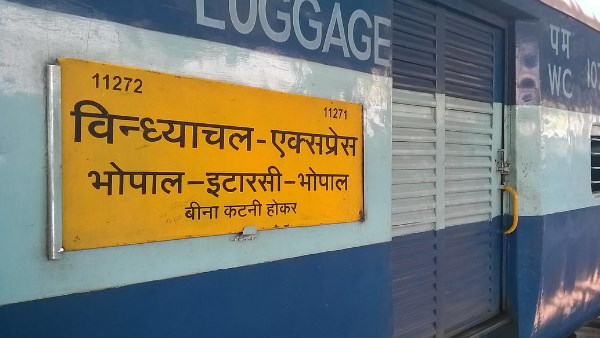 LUGGAGE
11272
11271
विन्ध्याचल-एक्सप्रेस
भोपाल-इटारसी-भोपाल
बीना कटनी होकर
पम
WC